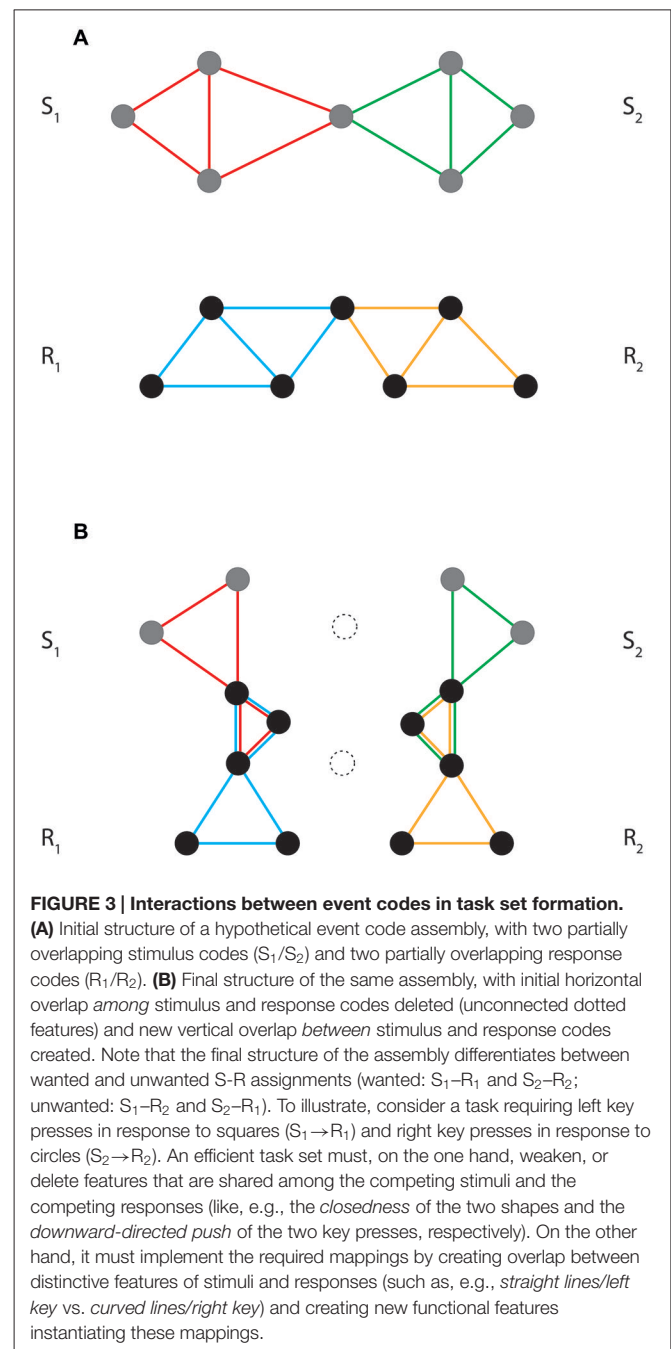 A
S₁ S₂
R₁ R₂
B
S₁ S₂
R₁ R₂
FIGURE 3 | Interactions between event codes in task set formation.
(A) Initial structure of a hypothetical event code assembly, with two partially
overlapping stimulus codes (S₁/S₂) and two partially overlapping response
codes (R₁/R₂). (B) Final structure of the same assembly, with initial horizontal
overlap among stimulus and response codes deleted (unconnected dotted
features) and new vertical overlap between stimulus and response codes
created. Note that the final structure of the assembly differentiates between
wanted and unwanted S-R assignments (wanted: S₁–R₁ and S₂–R₂;
unwanted: S₁–R₂ and S₂–R₁). To illustrate, consider a task requiring left key
presses in response to squares (S₁→R₁) and right key presses in response to
circles (S₂→R₂). An efficient task set must, on the one hand, weaken, or
delete features that are shared among the competing stimuli and the
competing responses (like, e.g., the closedness of the two shapes and the
downward-directed push of the two key presses, respectively). On the other
hand, it must implement the required mappings by creating overlap between
distinctive features of stimuli and responses (such as, e.g., straight lines/left
key vs. curved lines/right key) and creating new functional features
instantiating these mappings.